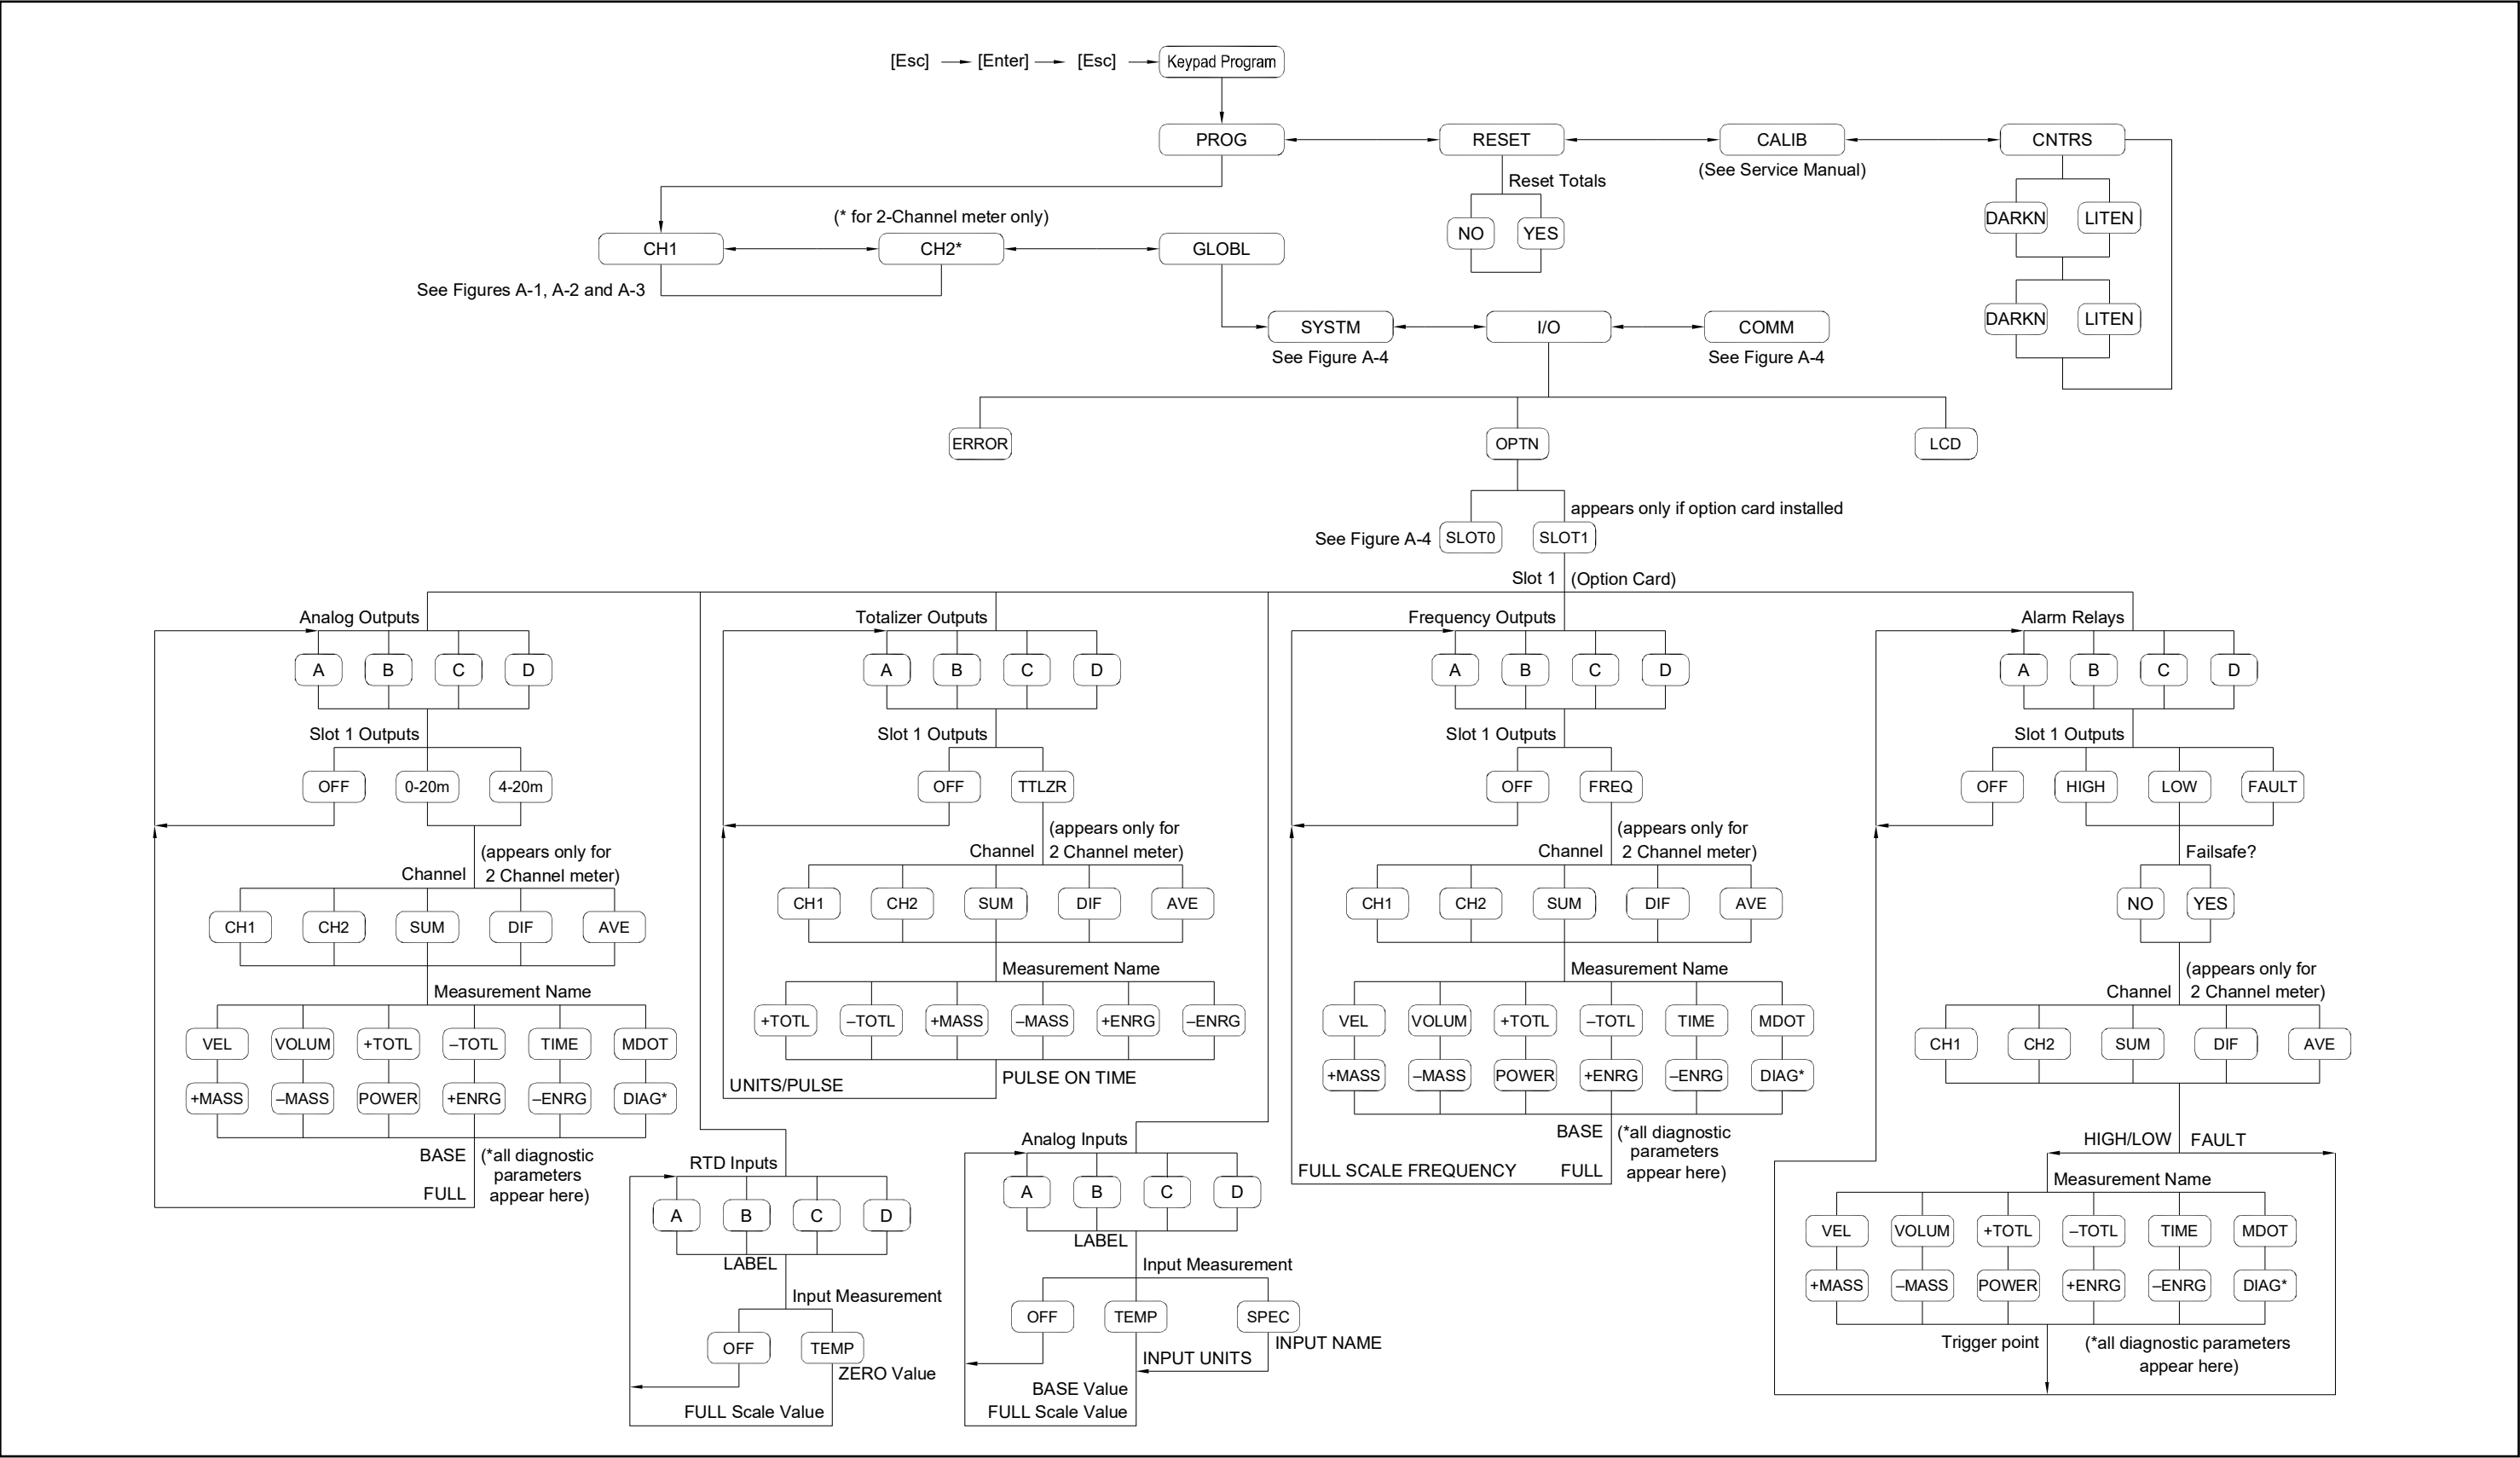 [Esc] [Enter] [Esc] Keypad Program
PROG RESET CALIB CNTRS
(See Service Manual)
Reset Totals
NO YES
DARKN LITEN
DARKN LITEN
(* for 2-Channel meter only)
CH1 CH2* GLOBL
See Figures A-1, A-2 and A-3
SYSTM I/O COMM
See Figure A-4 See Figure A-4
ERROR OPTN LCD
appears only if option card installed
See Figure A-4 SLOT0 SLOT1
Slot 1 (Option Card)
Analog Outputs
A B C D
Slot 1 Outputs
OFF 0-20m 4-20m
(appears only for
Channel 2 Channel meter)
CH1 CH2 SUM DIF AVE
Measurement Name
VEL VOLUM +TOTL –TOTL TIME MDOT
+MASS –MASS POWER +ENRG –ENRG DIAG*
BASE (*all diagnostic
parameters
FULL appear here)
Totalizer Outputs
A B C D
Slot 1 Outputs
OFF TTLZR
(appears only for
Channel 2 Channel meter)
CH1 CH2 SUM DIF AVE
Measurement Name
+TOTL –TOTL +MASS –MASS +ENRG –ENRG
UNITS/PULSE PULSE ON TIME
RTD Inputs
A B C D
LABEL
Input Measurement
OFF TEMP
ZERO Value
FULL Scale Value
Analog Inputs
A B C D
LABEL
Input Measurement
OFF TEMP SPEC
INPUT NAME
INPUT UNITS
BASE Value
FULL Scale Value
Frequency Outputs
A B C D
Slot 1 Outputs
OFF FREQ
(appears only for
Channel 2 Channel meter)
CH1 CH2 SUM DIF AVE
Measurement Name
VEL VOLUM +TOTL –TOTL TIME MDOT
+MASS –MASS POWER +ENRG –ENRG DIAG*
BASE (*all diagnostic
parameters
FULL SCALE FREQUENCY FULL appear here)
Alarm Relays
A B C D
Slot 1 Outputs
OFF HIGH LOW FAULT
Failsafe?
NO YES
(appears only for
Channel 2 Channel meter)
CH1 CH2 SUM DIF AVE
HIGH/LOW FAULT
Measurement Name
VEL VOLUM +TOTL –TOTL TIME MDOT
+MASS –MASS POWER +ENRG –ENRG DIAG*
Trigger point (*all diagnostic parameters
appear here)